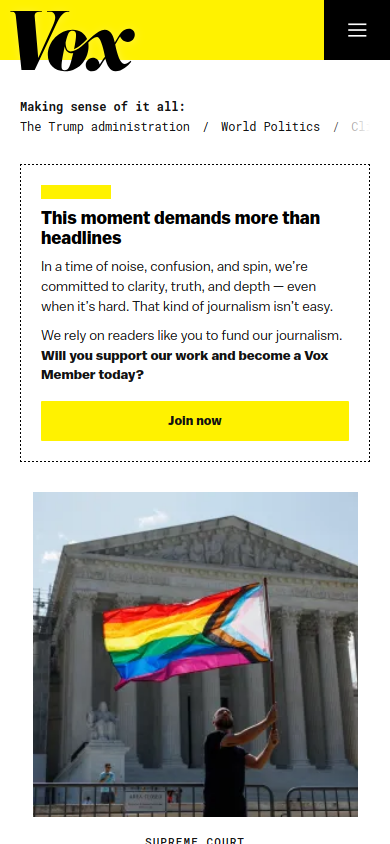 Vox
Making sense of it all:
The Trump administration / World Politics / Cl
This moment demands more than
headlines
In a time of noise, confusion, and spin, we're
committed to clarity, truth, and depth — even
when it's hard. That kind of journalism isn't easy.
We rely on readers like you to fund our journalism.
Will you support our work and become a Vox
Member today?
Join now
SUPREME COURT